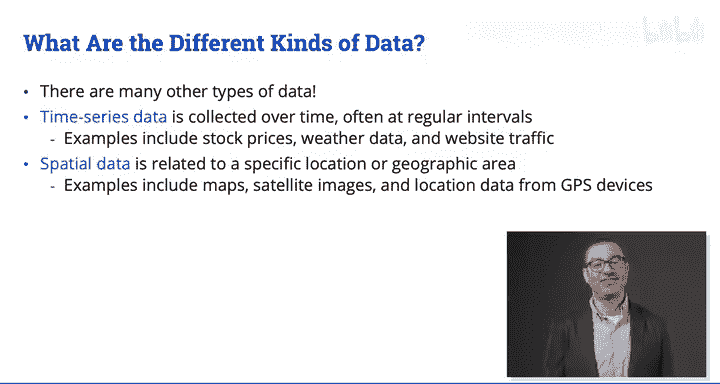 What Are the Different Kinds of Data?
• There are many other types of data!
• Time-series data is collected over time, often at regular intervals
- Examples include stock prices, weather data, and website traffic
• Spatial data is related to a specific location or geographic area
- Examples include maps, satellite images, and location data from GPS devices